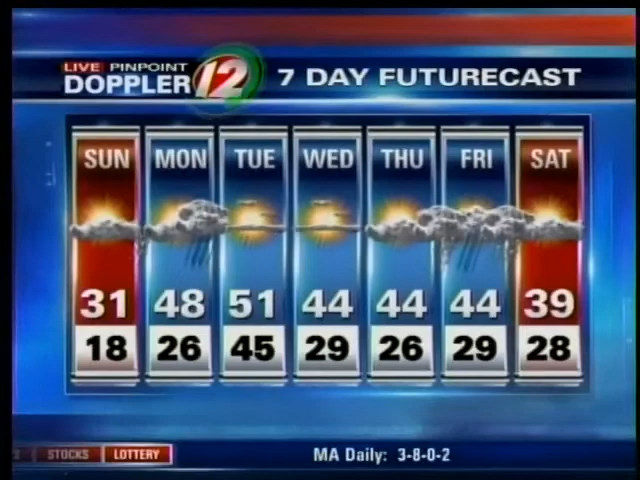 LIVE PINPOINT
DOPPLER 12
7 DAY FUTURECAST
SUN MON TUE WED THU FRI SAT
31 48 51 44 44 44 39
18 26 45 29 26 29 28
2 STOCKS LOTTERY MA Daily: 3-8-0-2